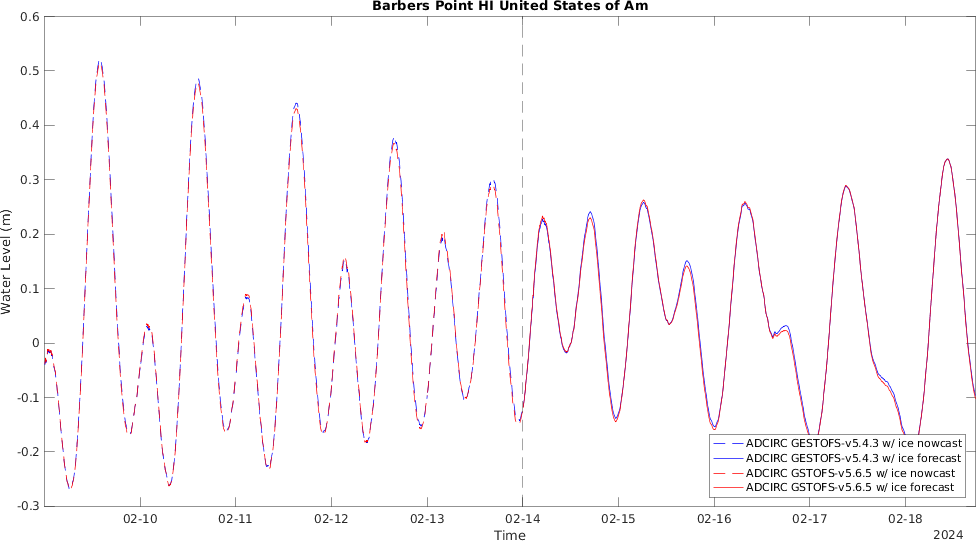 Barbers Point HI United States of Am
Water Level (m)
0.6
0.5
0.4
0.3
0.2
0.1
0
-0.1
-0.2
-0.3
ADCIRC GESTOFS-v5.4.3 w/ ice nowcast
ADCIRC GESTOFS-v5.4.3 w/ ice forecast
ADCIRC GSTOFS-v5.6.5 w/ ice nowcast
ADCIRC GSTOFS-v5.6.5 w/ ice forecast
02-10 02-11 02-12 02-13 02-14 02-15 02-16 02-17 02-18
Time
2024